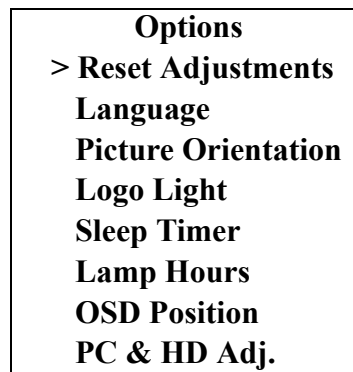 Options
> Reset Adjustments
Language
Picture Orientation
Logo Light
Sleep Timer
Lamp Hours
OSD Position
PC & HD Adj.